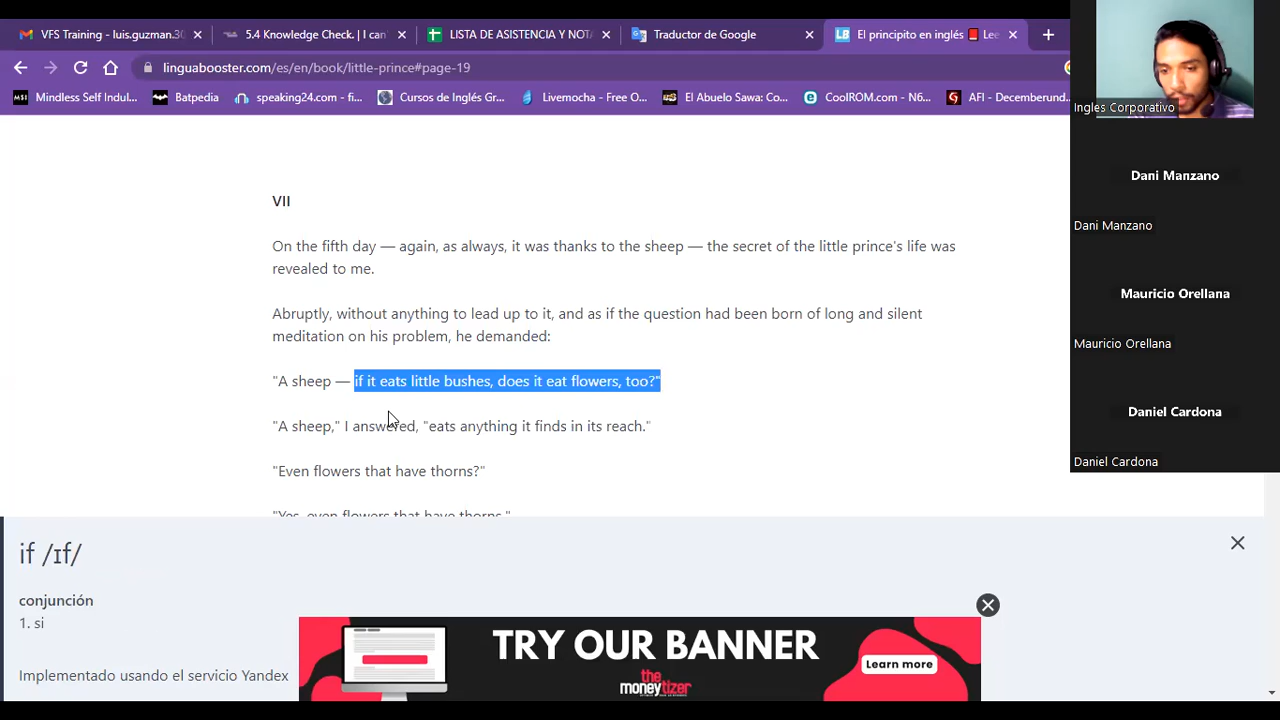 VFS Training - luis.guzman.30
5.4 Knowledge Check. | I can'
LISTA DE ASISTENCIA Y NOTA
Traductor de Google
El principito en inglés
Lee
linguabooster.com/es/en/book/little-prince#page-19
Mindless Self Indul...
Batpedia
speaking24.com - fi...
Cursos de Inglés Gr...
Livemocha - Free O...
El Abuelo Sawa: Co...
CoolROM.com - N6...
AFI - Decemberund...
Ingles Corporativo
Dani Manzano
Dani Manzano
Mauricio Orellana
Mauricio Orellana
Daniel Cardona
Daniel Cardona
VII
On the fifth day — again, as always, it was thanks to the sheep — the secret of the little prince's life was
revealed to me.
Abruptly, without anything to lead up to it, and as if the question had been born of long and silent
meditation on his problem, he demanded:
"A sheep — if it eats little bushes, does it eat flowers, too?"
"A sheep," I answered, "eats anything it finds in its reach."
"Even flowers that have thorns?"
"Yes, even flowers that have thorns."
if /ɪf/
conjunción
1. si
Implementado usando el servicio Yandex
TRY OUR BANNER
the
moneytizer
Learn more